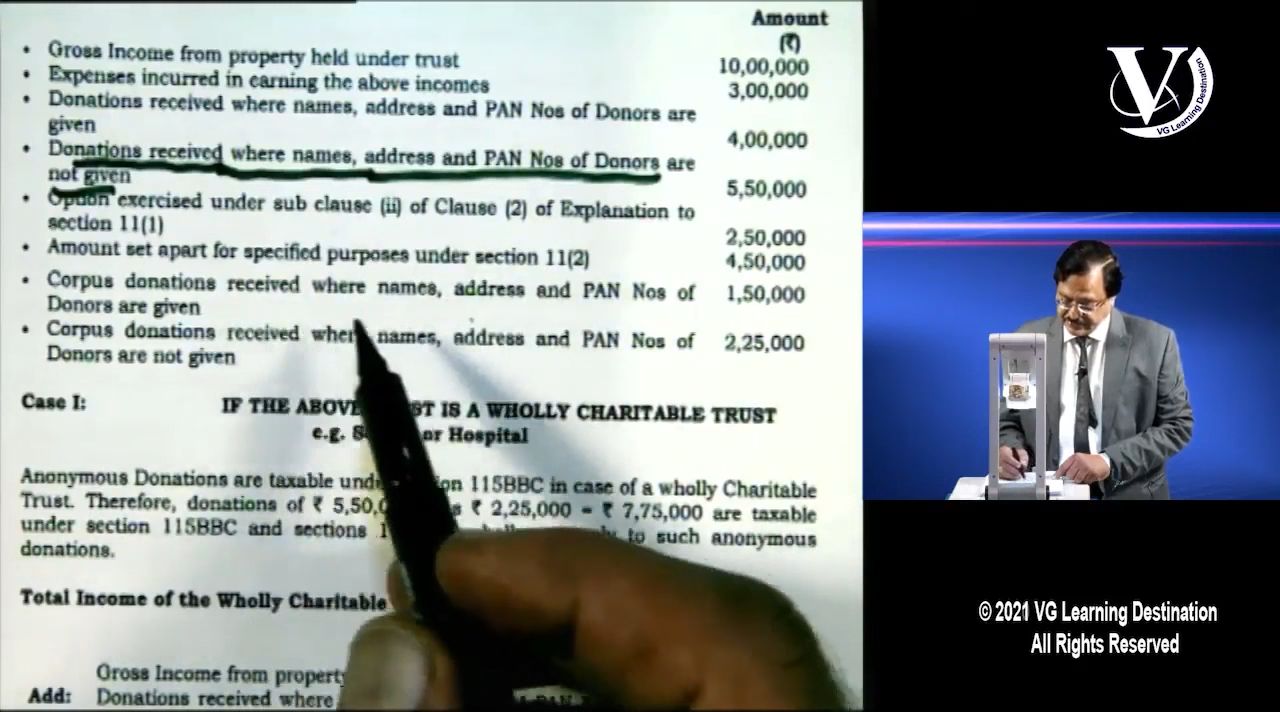 Amount
(₹)
• Gross Income from property held under trust 10,00,000
• Expenses incurred in earning the above incomes 3,00,000
• Donations received where names, address and PAN Nos of Donors are
given 4,00,000
• Donations received where names, address and PAN Nos of Donors are
not given 5,50,000
• Option exercised under sub clause (ii) of Clause (2) of Explanation to
section 11(1) 2,50,000
• Amount set apart for specified purposes under section 11(2) 4,50,000
• Corpus donations received where names, address and PAN Nos of 1,50,000
Donors are given
• Corpus donations received where names, address and PAN Nos of 2,25,000
Donors are not given
Case I: IF THE ABOVE IS A WHOLLY CHARITABLE TRUST
e.g. or Hospital
Anonymous Donations are taxable 115BBC in case of a wholly Charitable
Trust. Therefore, donations of ₹ ₹ 2,25,000 = ₹ 7,75,000 are taxable
under section 115BBC and sections to such anonymous
donations.
Total Income of the Wholly Charitable
Gross Income from property
Add: Donations received where
V
VG Learning Destination
© 2021 VG Learning Destination
All Rights Reserved